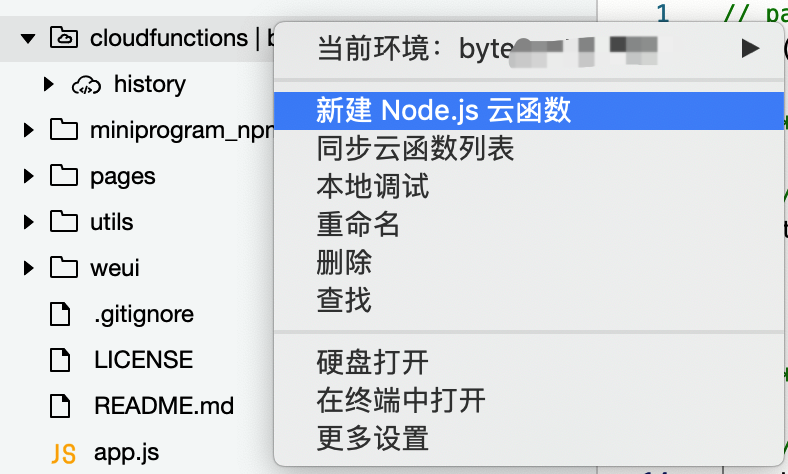 cloudfunctions |
history
miniprogram_npm
pages
utils
weui
.gitignore
LICENSE
README.md
JS app.js
当前环境：byte
新建 Node.js 云函数
同步云函数列表
本地调试
重命名
删除
查找
硬盘打开
在终端中打开
更多设置
1 // pa